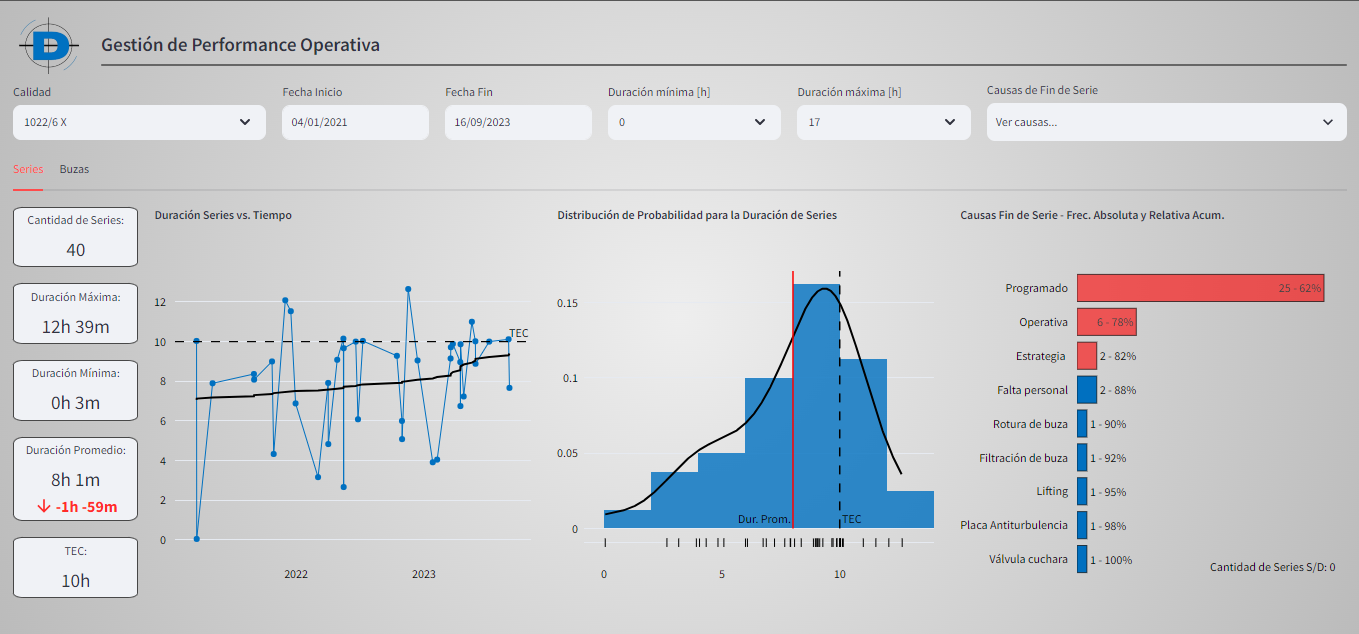 D
Gestión de Performance Operativa
Calidad
Fecha Inicio
Fecha Fin
Duración mínima [h]
Duración máxima [h]
Causas de Fin de Serie
1022/6 X
04/01/2021
16/09/2023
0
17
Ver causas...
Series
Buzas
Cantidad de Series:
40
Duración Máxima:
12h 39m
Duración Mínima:
0h 3m
Duración Promedio:
8h 1m
-1h -59m
TEC:
10h
Duración Series vs. Tiempo
12
10
8
6
4
2
0
TEC
2022
2023
Distribución de Probabilidad para la Duración de Series
0.15
0.1
0.05
0
Dur. Prom.
TEC
0
5
10
Causas Fin de Serie - Frec. Absoluta y Relativa Acum.
Programado
25 - 62%
Operativa
6 - 78%
Estrategia
2 - 82%
Falta personal
2 - 88%
Rotura de buza
1 - 90%
Filtración de buza
1 - 92%
Lifting
1 - 95%
Placa Antiturbulencia
1 - 98%
Válvula cuchara
1 - 100%
Cantidad de Series S/D: 0